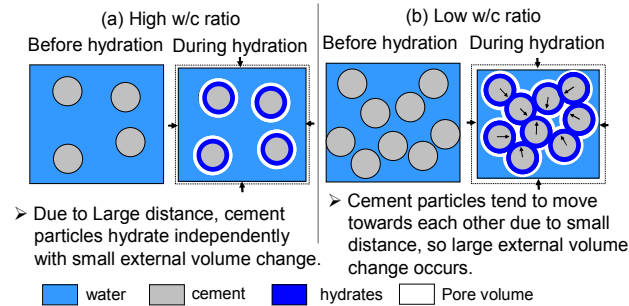 (a) High w/c ratio
Before hydration During hydration
➢ Due to Large distance, cement
particles hydrate independently
with small external volume change.
(b) Low w/c ratio
Before hydration During hydration
➢ Cement particles tend to move
towards each other due to small
distance, so large external volume
change occurs.
water cement hydrates Pore volume